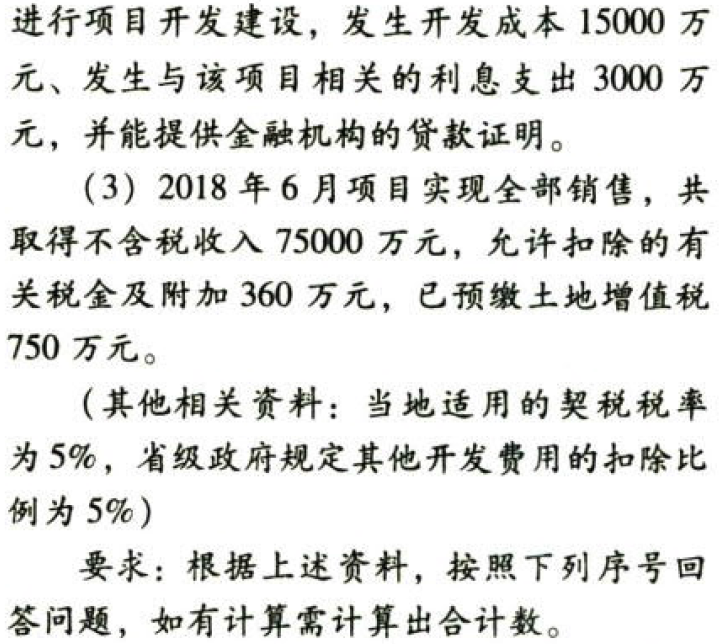 进行项目开发建设，发生开发成本 15000 万
元、发生与该项目相关的利息支出 3000 万
元，并能提供金融机构的贷款证明。
（3）2018 年 6 月项目实现全部销售，共
取得不含税收入 75000 万元，允许扣除的有
关税金及附加 360 万元，已预缴土地增值税
750 万元。
（其他相关资料：当地适用的契税税率
为 5%，省级政府规定其他开发费用的扣除比
例为 5%）
要求：根据上述资料，按照下列序号回
答问题，如有计算需计算出合计数。